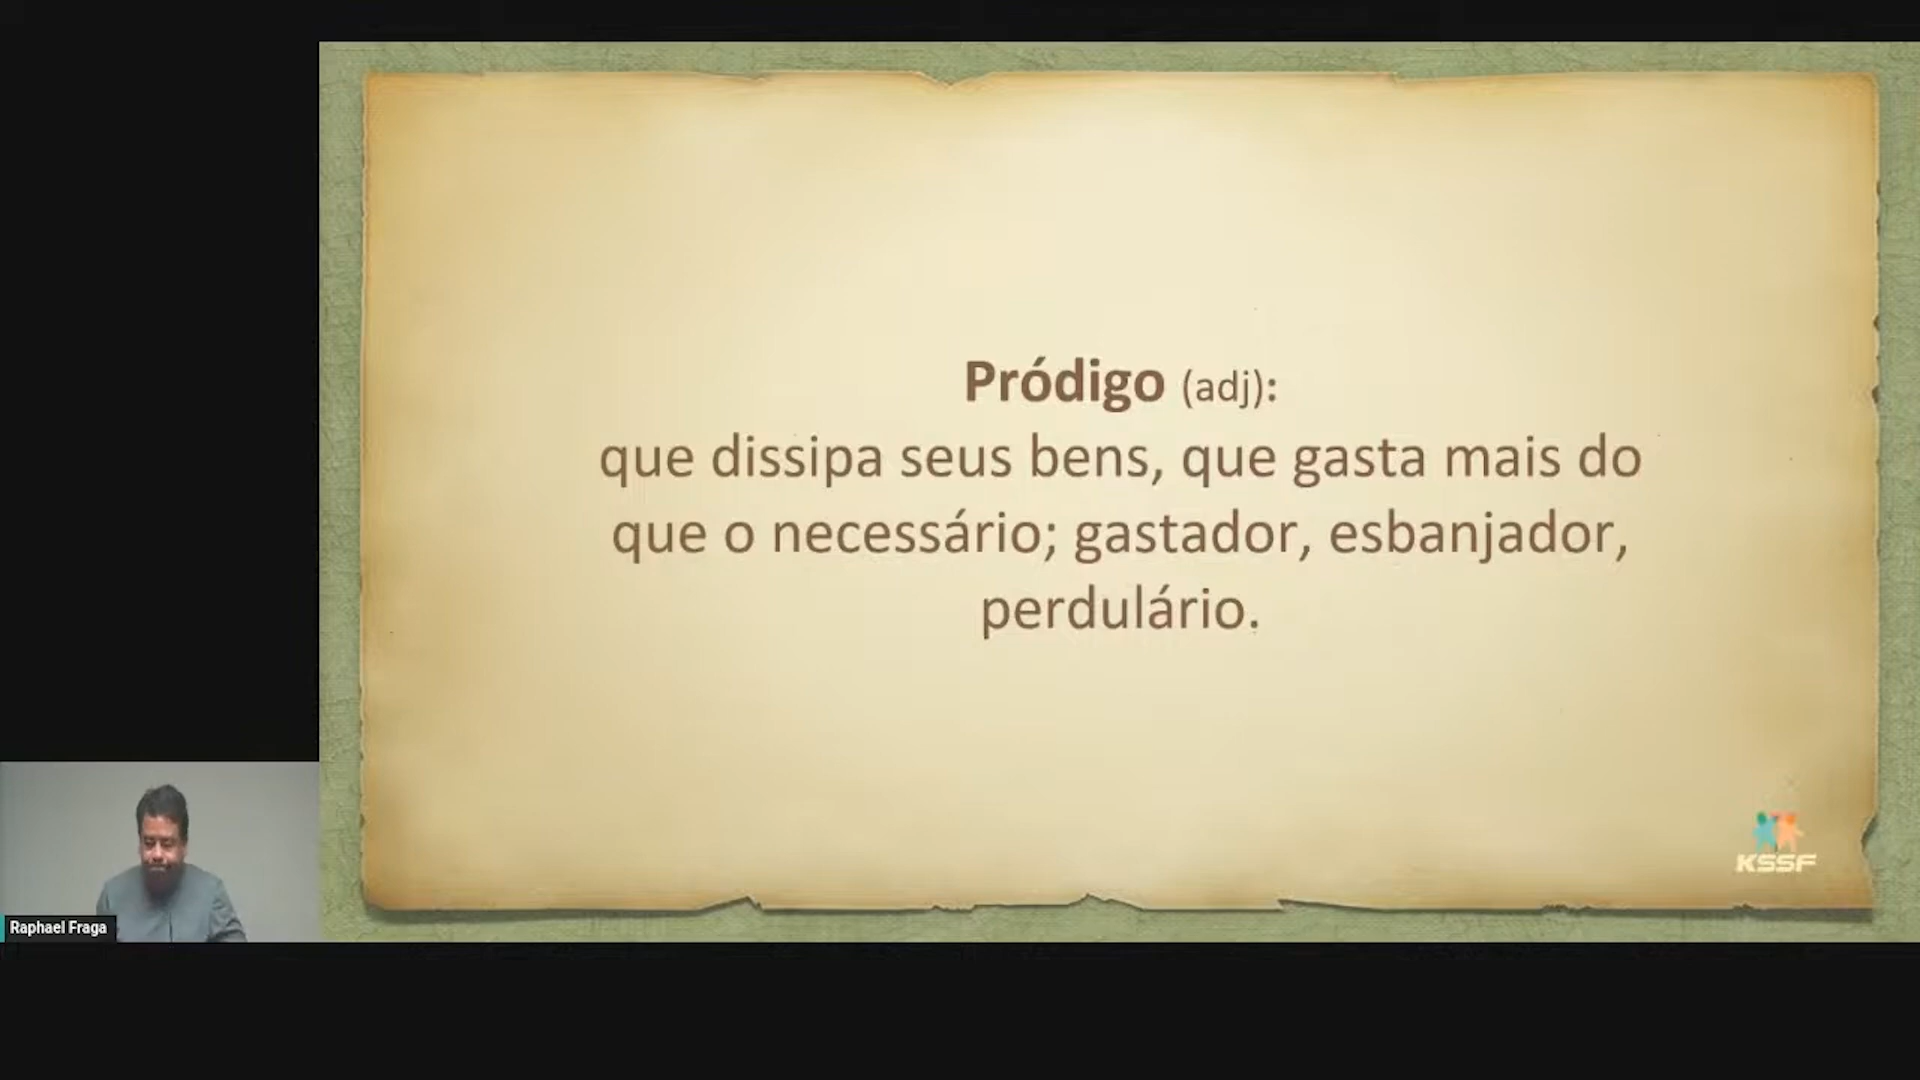 Pródigo (adj):
que dissipa seus bens, que gasta mais do
que o necessário; gastador, esbanjador,
perdulário.
KSSF
Raphael Fraga